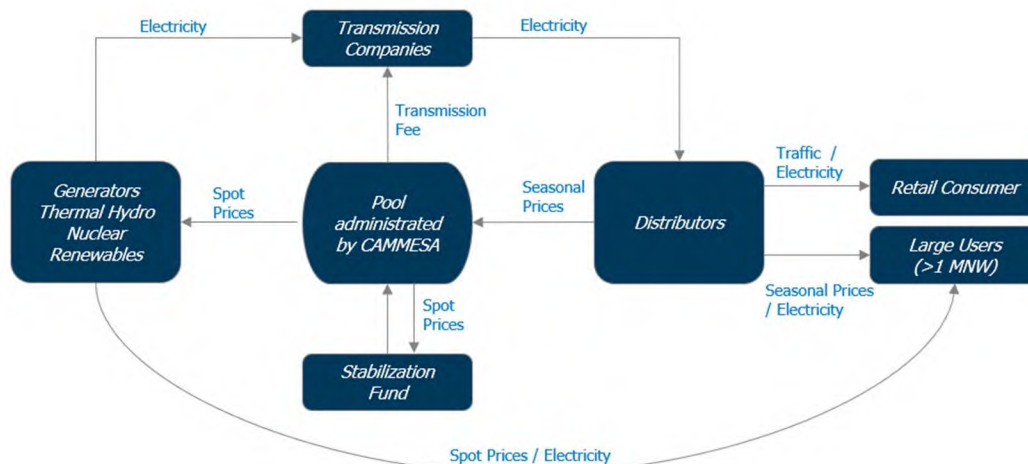 Electricity
Transmission
Companies
Electricity
Transmission
Fee
Generators
Thermal Hydro
Nuclear
Renewables
Spot
Prices
Pool
administrated
by CAMMESA
Seasonal
Prices
Distributors
Traffic /
Electricity
Retail Consumer
Large Users
(>1 MNW)
Seasonal Prices
/ Electricity
Spot
Prices
Stabilization
Fund
Spot Prices / Electricity